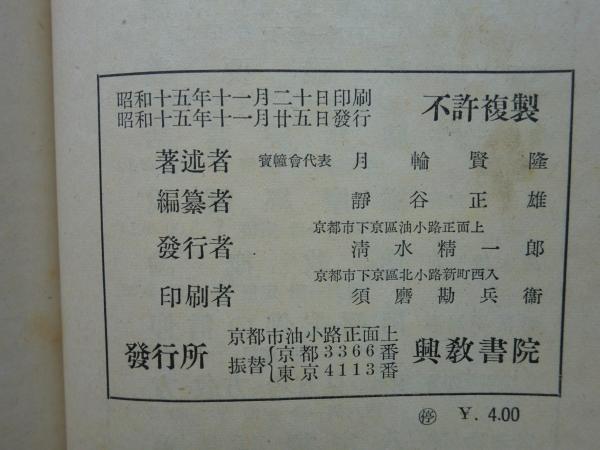 不許複製
昭和十五年十一月二十日印刷
昭和十五年十一月廿五日發行
著述者 寶幢會代表 月輪賢隆
編纂者 靜谷正雄
京都市下京區油小路正面上
發行者 淸水精一郎
京都市下京區北小路新町西入
印刷者 須磨勘兵衞
發行所 京都市油小路正面上 興敎書院
振替 京都3366番
東京4113番
㊡ ¥. 4.00